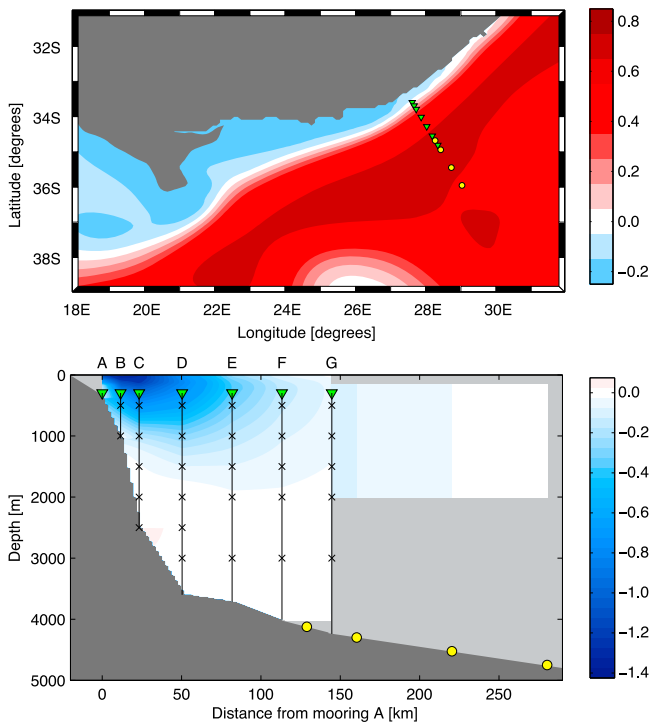 32S
34S
36S
38S
Latitude [degrees]
18E 20E 22E 24E 26E 28E 30E
Longitude [degrees]
0.8
0.6
0.4
0.2
0.0
−0.2
A B C D E F G
0
1000
2000
3000
4000
5000
Depth [m]
0 50 100 150 200 250
Distance from mooring A [km]
0.0
−0.2
−0.4
−0.6
−0.8
−1.0
−1.2
−1.4